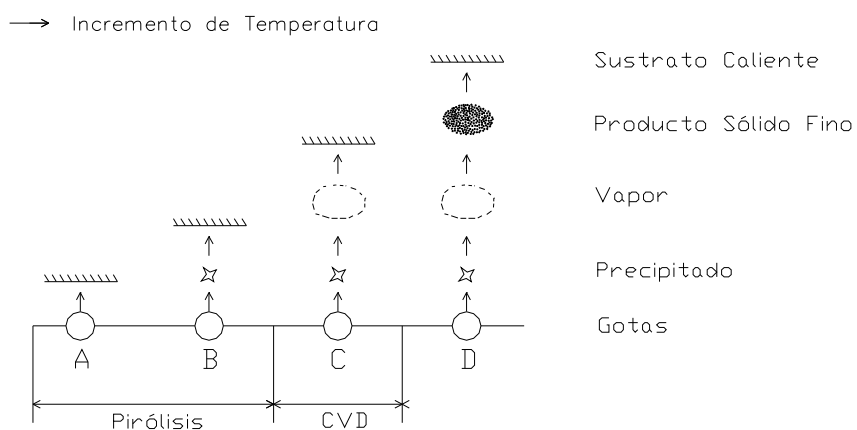 Incremento de Temperatura
Sustrato Caliente
Producto Sólido Fino
Vapor
Precipitado
Gotas
A B C D
Pirólisis CVD